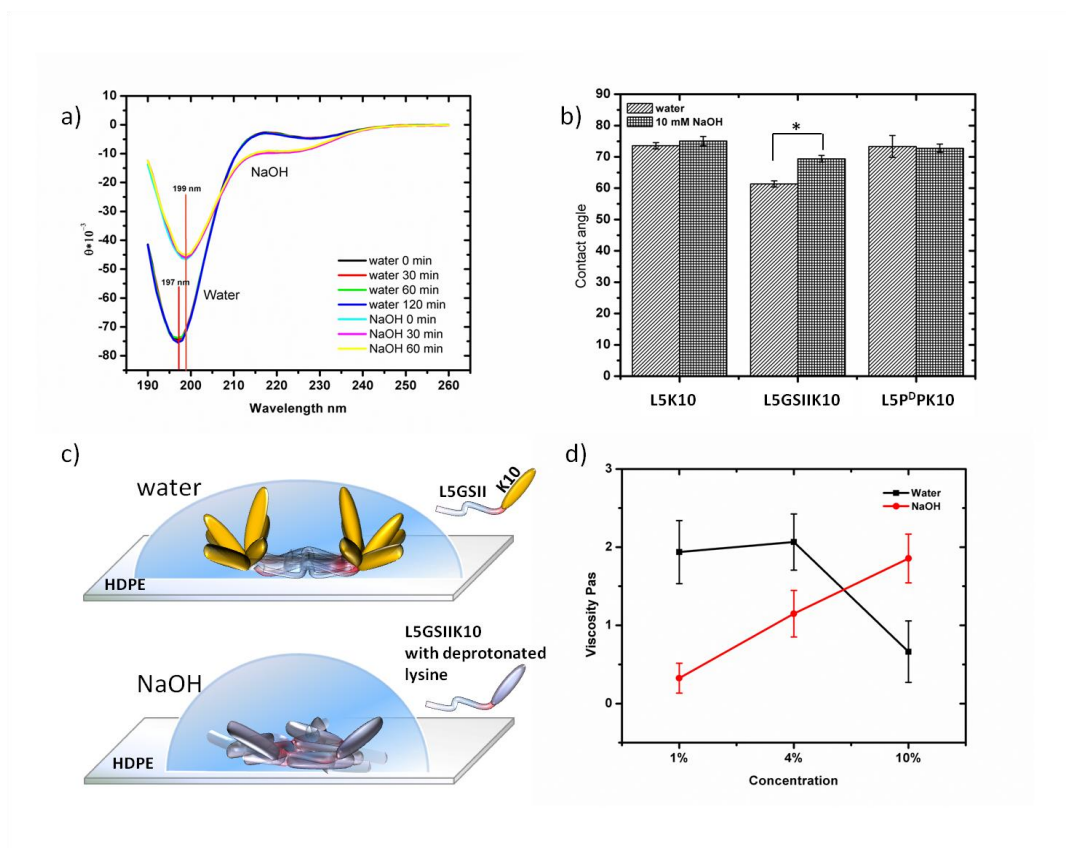 a)
θ*10⁻³
0
-10
-20
-30
-40
-50
-60
-70
-80
199 nm
197 nm
NaOH
Water
water 0 min
water 30 min
water 60 min
water 120 min
NaOH 0 min
NaOH 30 min
NaOH 60 min
190 200 210 220 230 240 250 260
Wavelength nm
b)
Contact angle
90
80
70
60
50
40
30
20
10
0
water
10 mM NaOH
*
L5K10
L5GSIIK10
L5PᴰPK10
c)
water
L5GSII
K10
HDPE
NaOH
L5GSIIK10
with deprotonated
lysine
HDPE
d)
Viscosity Pas
3
2
1
0
Water
NaOH
1% 4% 10%
Concentration